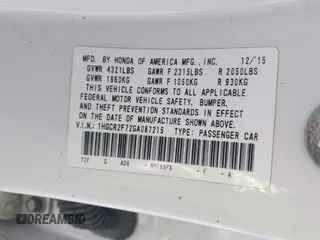 MFD. BY HONDA OF AMERICA MFG., INC. 12/15
GVWR 4321LBS GAWR F 2315LBS R 2050LBS
GVWR 1960KG GAWR F 1050KG R 930KG
THIS VEHICLE CONFORMS TO ALL APPLICABLE
FEDERAL MOTOR VEHICLE SAFETY, BUMPER,
AND THEFT PREVENTION STANDARDS IN EFFECT
ON THE DATE OF MANUFACTURE SHOWN ABOVE.
V.I.N.: 1HGCR2F72GA087215 TYPE: PASSENGER CAR
G A08 F- A
DREAMBID